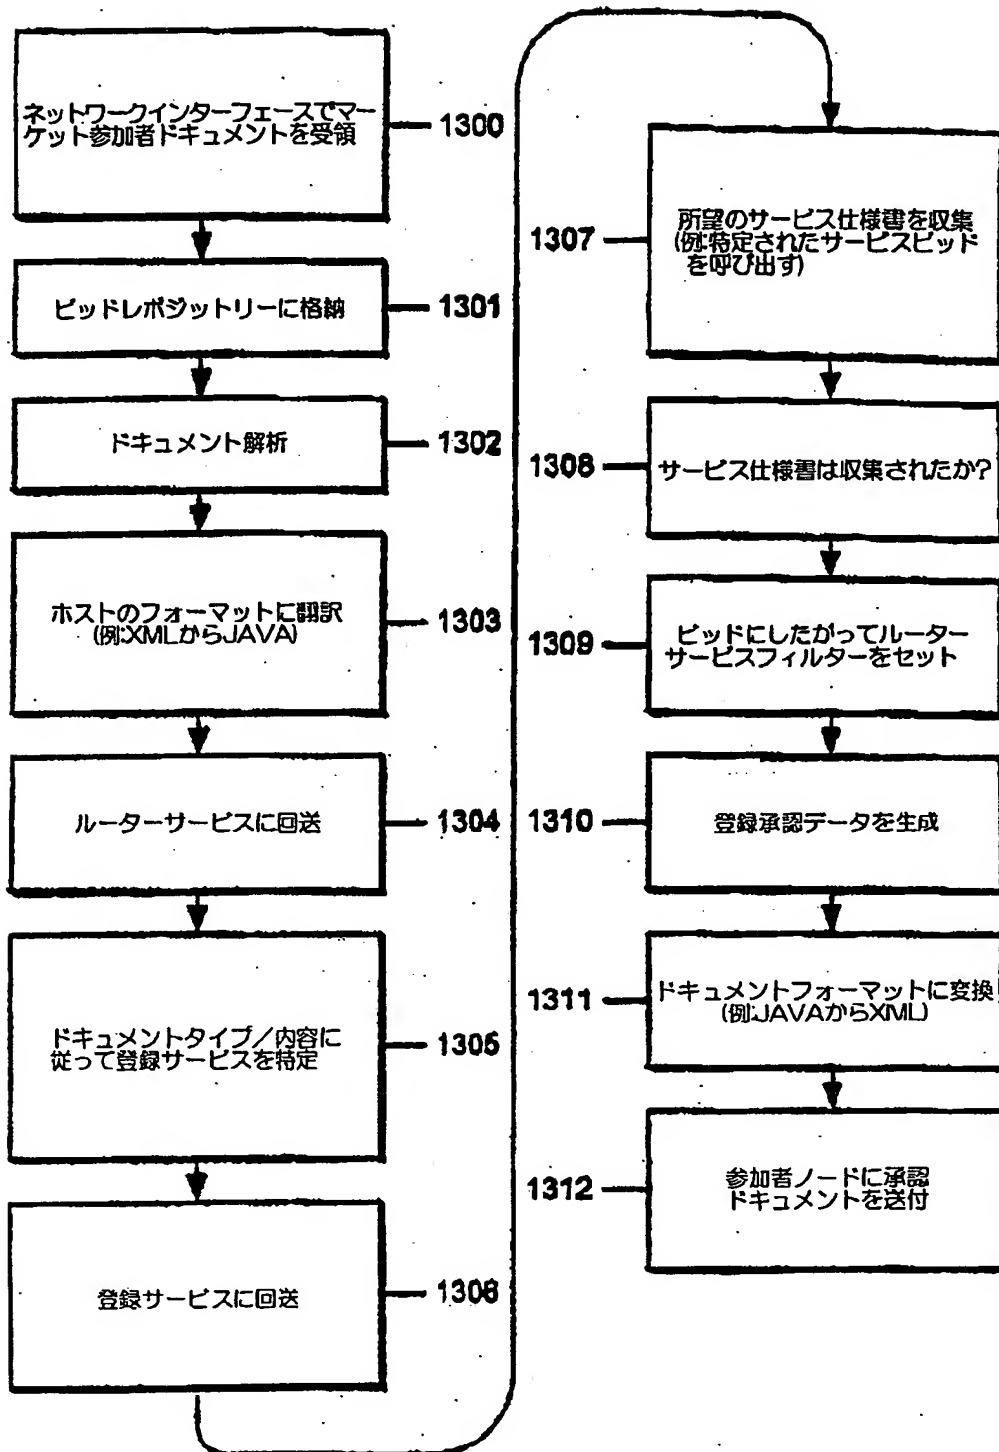 ネットワークインターフェースでマー
ケット参加者ドキュメントを受領
1300
ビッドレポジットリーに格納
1301
ドキュメント解析
1302
ホストのフォーマットに翻訳
(例:XMLからJAVA)
1303
ルーターサービスに回送
1304
ドキュメントタイプ/内容に
従って登録サービスを特定
1305
登録サービスに回送
1306
所望のサービス仕様書を収集
(例:特定されたサービスビッド
を呼び出す)
1307
サービス仕様書は収集されたか?
1308
ビッドにしたがってルーター
サービスフィルターをセット
1309
登録承認データを生成
1310
ドキュメントフォーマットに変換
(例:JAVAからXML)
1311
参加者ノードに承認
ドキュメントを送付
1312